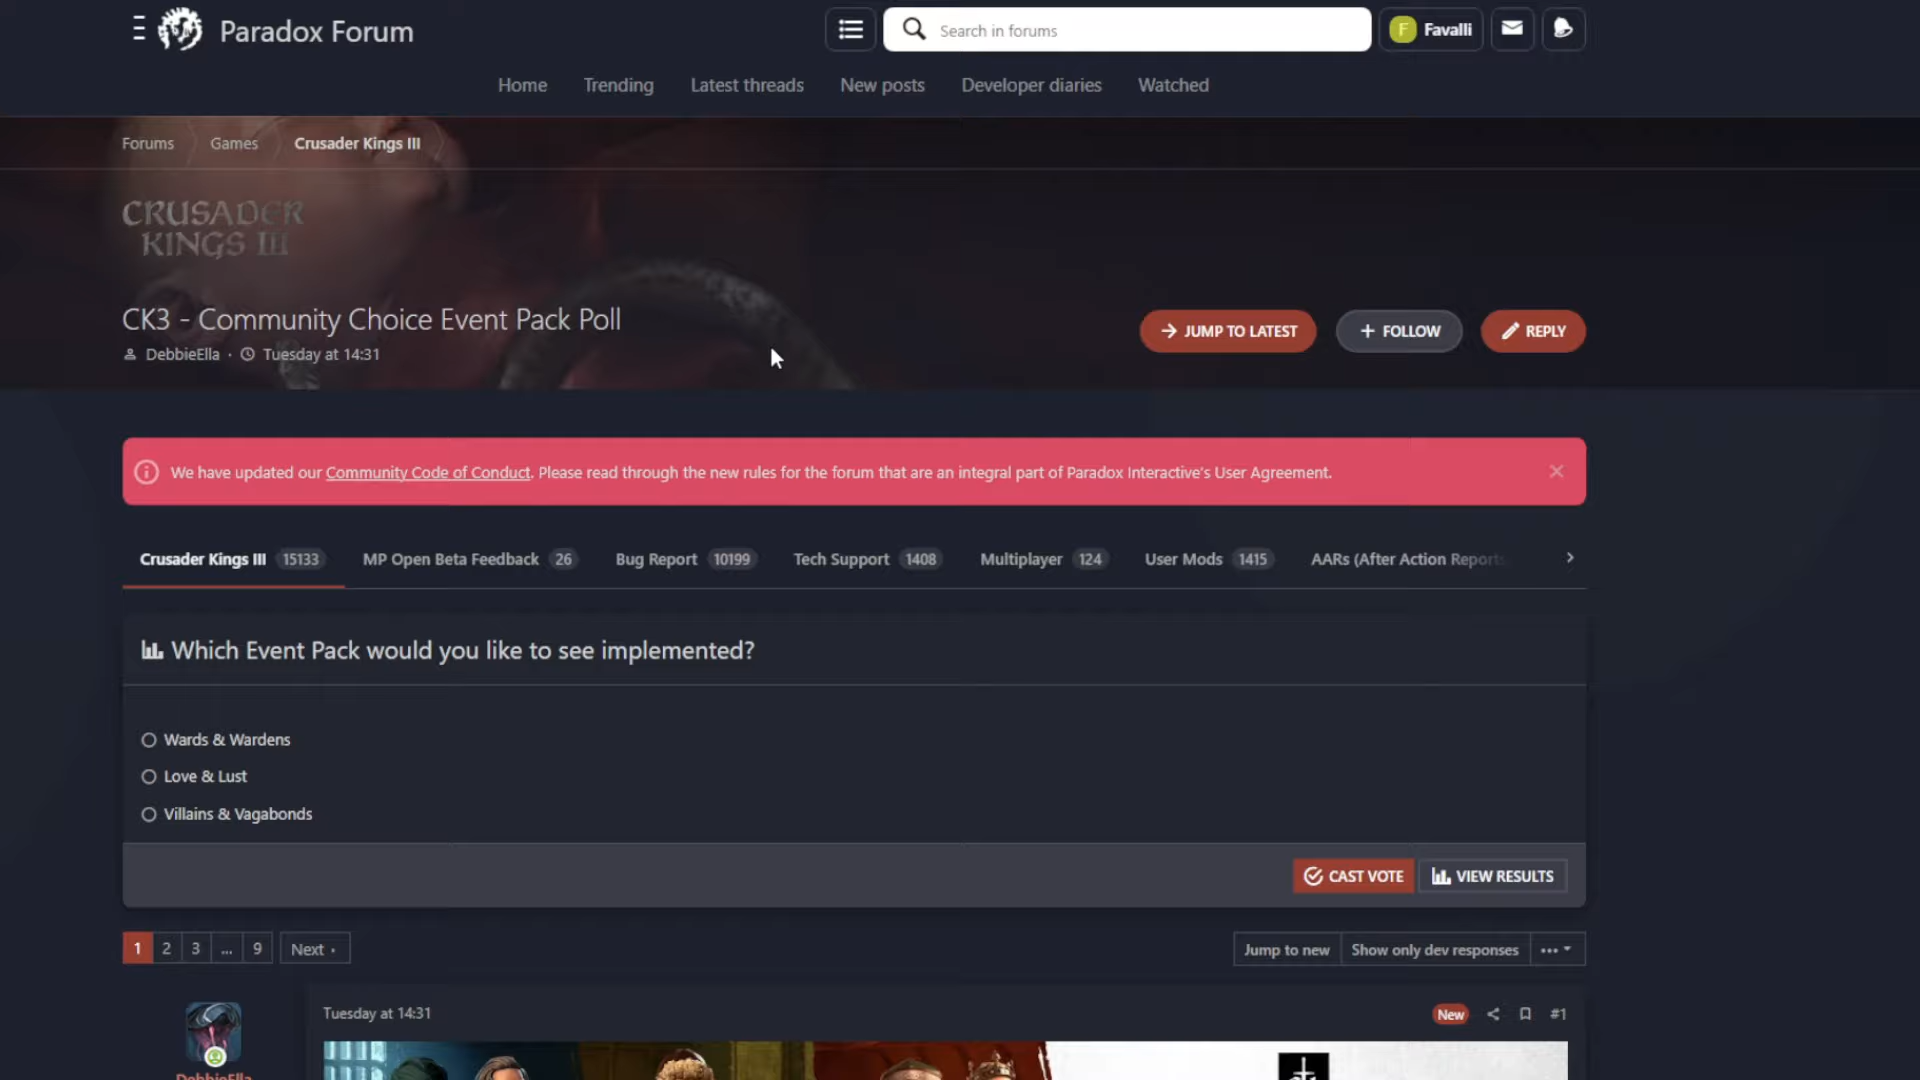 Paradox Forum
Search in forums
F
Favalli
Home
Trending
Latest threads
New posts
Developer diaries
Watched
Forums
Games
Crusader Kings III
CRUSADER
KINGS III
CK3 - Community Choice Event Pack Poll
DebbieElla · Tuesday at 14:31
JUMP TO LATEST
FOLLOW
REPLY
We have updated our Community Code of Conduct. Please read through the new rules for the forum that are an integral part of Paradox Interactive's User Agreement.
Crusader Kings III 15133
MP Open Beta Feedback 26
Bug Report 10199
Tech Support 1408
Multiplayer 124
User Mods 1415
AARs (After Action Reports
Which Event Pack would you like to see implemented?
Wards & Wardens
Love & Lust
Villains & Vagabonds
CAST VOTE
VIEW RESULTS
1 2 3 ... 9 Next
Jump to new
Show only dev responses
Tuesday at 14:31
New
#1
DebbieElla